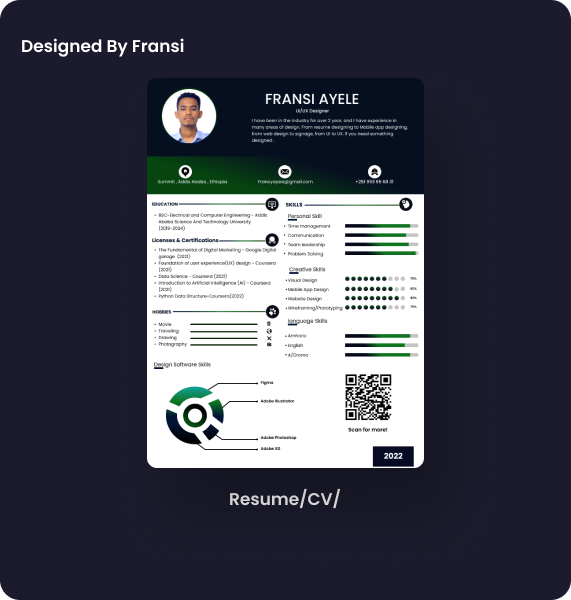 Designed By Fransi
FRANSI AYELE
UI/UX Designer
I have been in the industry for over 2 year, and I have experience in
many areas of design. From resume designing to Mobile app designing,
from web design to signage, from UI to UX. if you need something
designed...
Summit , Addis Ababa , Ethiopia
Franoyayele@gmail.com
+251 993 85 68 31
EDUCATION
BSC-Electrical and Computer Engineering - Addis
Ababa Science And Technology University
(2019-2024)
Licenses & Certifications
The Fundamental of Digital Marketing - Google Digital
garage (2021)
Foundation of user experience(UX) design - Coursera
(2021)
Data Science - Coursera (2021)
Introduction to Artificial Intelligence (AI) - Coursera
(2021)
Python Data Structure-Coursera(2022)
HOBBIES
Movie
Traveling
Drawing
Photography
SKILLS
Personal Skill
Time management
Communication
Team leadership
Problem Solving
Creative Skills
Visual Design 70%
Mobile App Design 80%
Website Design 90%
Wireframing/Prototyping 70%
language Skills
Amharic
English
A/Oromo
Design Software Skills
Figma
Adobe Illustrator
Adobe Photoshop
Adobe XD
Scan for more!
2022
Resume/CV/